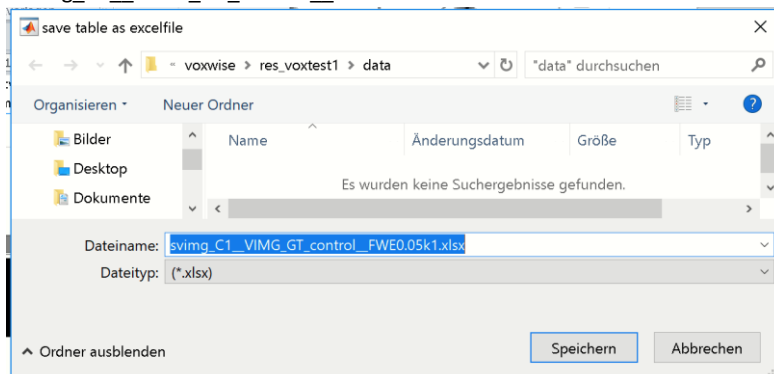 save table as excelfile
« voxwise > res_voxtest1 > data
"data" durchsuchen
Organisieren
Neuer Ordner
Bilder
Desktop
Dokumente
Name
Änderungsdatum
Größe
Typ
Es wurden keine Suchergebnisse gefunden.
Dateiname: svimg_C1__VIMG_GT_control__FWE0.05k1.xlsx
Dateityp: (*.xlsx)
Ordner ausblenden
Speichern
Abbrechen